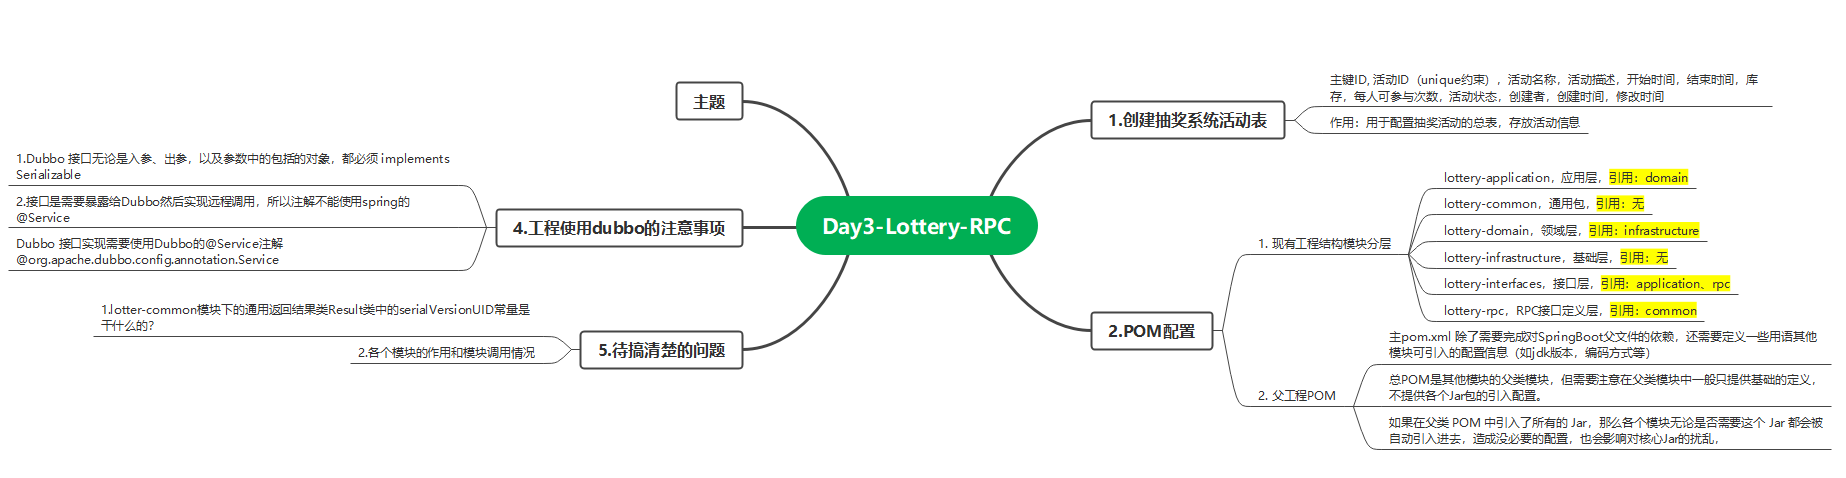 Day3-Lottery-RPC
1.创建抽奖系统活动表
主键ID, 活动ID（unique约束），活动名称，活动描述，开始时间，结束时间，库
存，每人可参与次数，活动状态，创建者，创建时间，修改时间
作用：用于配置抽奖活动的总表，存放活动信息
2.POM配置
1. 现有工程结构模块分层
lottery-application，应用层，引用：domain
lottery-common，通用包，引用：无
lottery-domain，领域层，引用：infrastructure
lottery-infrastructure，基础层，引用：无
lottery-interfaces，接口层，引用：application、rpc
lottery-rpc，RPC接口定义层，引用：common
2. 父工程POM
主pom.xml 除了需要完成对SpringBoot父文件的依赖，还需要定义一些用语其他
模块可引入的配置信息（如jdk版本，编码方式等）
总POM是其他模块的父类模块，但需要注意在父类模块中一般只提供基础的定义，
不提供各个Jar包的引入配置。
如果在父类 POM 中引入了所有的 Jar，那么各个模块无论是否需要这个 Jar 都会被
自动引入进去，造成没必要的配置，也会影响对核心Jar的扰乱，
主题
4.工程使用dubbo的注意事项
1.Dubbo 接口无论是入参、出参，以及参数中的包括的对象，都必须 implements
Serializable
2.接口是需要暴露给Dubbo然后实现远程调用，所以注解不能使用spring的
@Service
Dubbo 接口实现需要使用Dubbo的@Service注解
@org.apache.dubbo.config.annotation.Service
5.待搞清楚的问题
1.lotter-common模块下的通用返回结果类Result类中的serialVersionUID常量是
干什么的？
2.各个模块的作用和模块调用情况